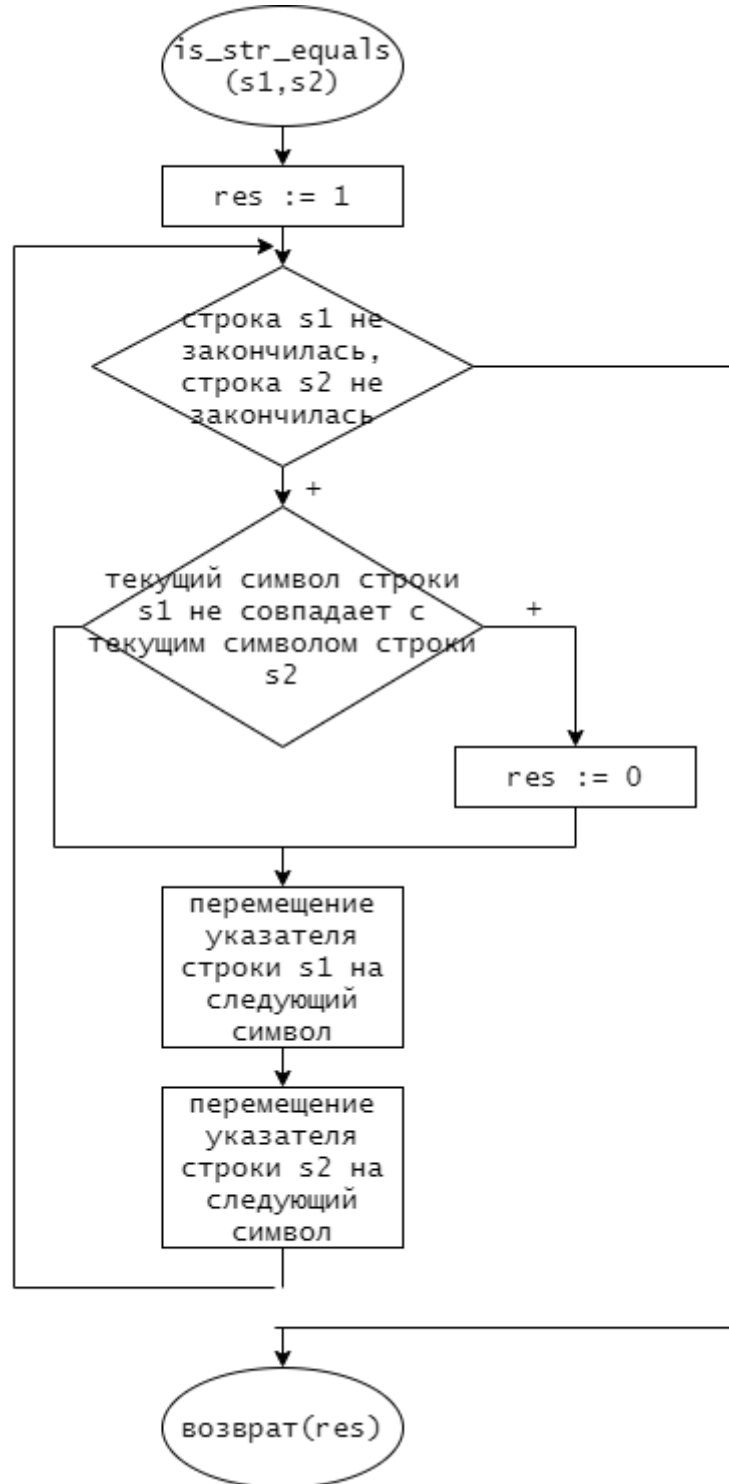 is_str_equals
(s1,s2)
res := 1
строка s1 не
закончилась,
строка s2 не
закончилась
+
текущий символ строки
s1 не совпадает с
текущим символом строки
s2
+
res := 0
перемещение
указателя
строки s1 на
следующий
символ
перемещение
указателя
строки s2 на
следующий
символ
возврат(res)